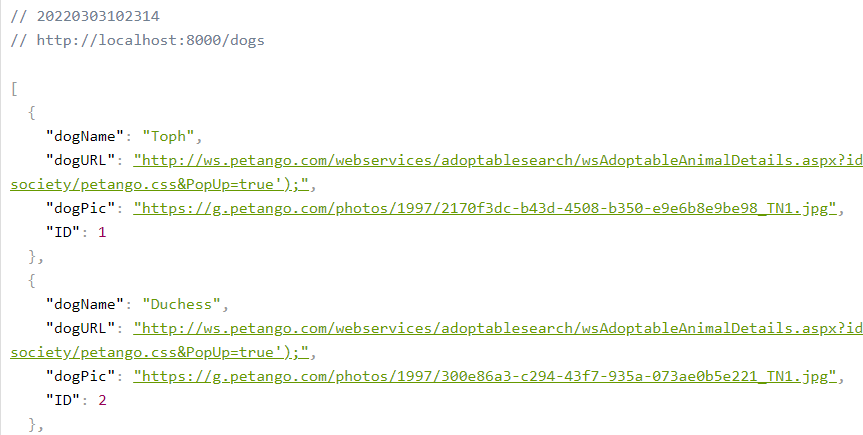 // 20220303102314
// http://localhost:8000/dogs
[
{
"dogName": "Toph",
"dogURL": "http://ws.petango.com/webservices/adoptablesearch/wsAdoptableAnimalDetails.aspx?id
society/petango.css&PopUp=true');",
"dogPic": "https://g.petango.com/photos/1997/2170f3dc-b43d-4508-b350-e9e6b8e9be98_TN1.jpg",
"ID": 1
},
{
"dogName": "Duchess",
"dogURL": "http://ws.petango.com/webservices/adoptablesearch/wsAdoptableAnimalDetails.aspx?id
society/petango.css&PopUp=true');",
"dogPic": "https://g.petango.com/photos/1997/300e86a3-c294-43f7-935a-073ae0b5e221_TN1.jpg",
"ID": 2
},